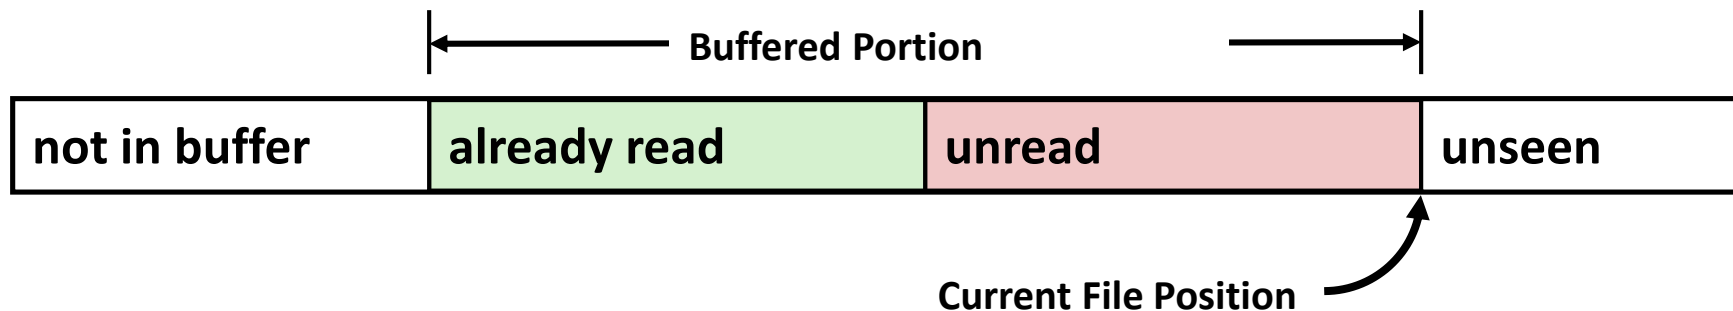 Buffered Portion
not in buffer
already read
unread
unseen
Current File Position